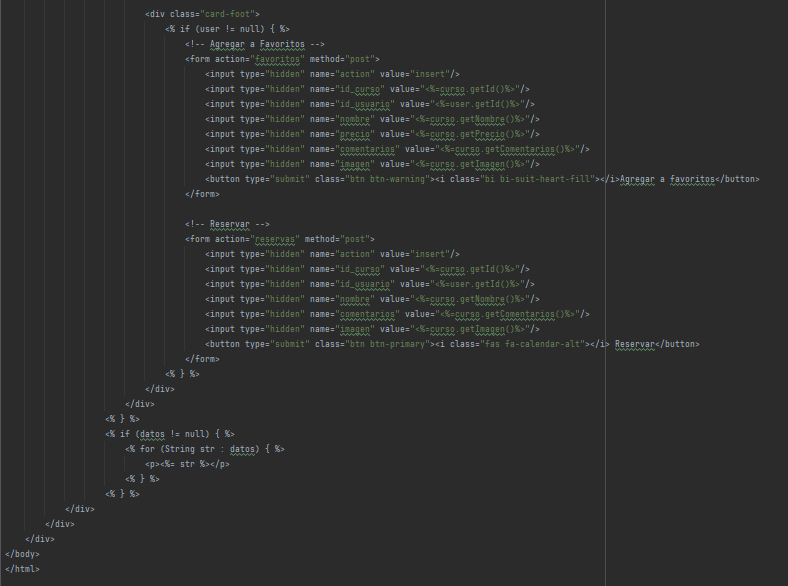 <div class="card-foot">
<% if (user != null) { %>
<!-- Agregar a Favoritos -->
<form action="favoritos" method="post">
<input type="hidden" name="action" value="insert"/>
<input type="hidden" name="id_curso" value="<%=curso.getId()%>"/>
<input type="hidden" name="id_usuario" value="<%=user.getId()%>"/>
<input type="hidden" name="nombre" value="<%=curso.getNombre()%>"/>
<input type="hidden" name="precio" value="<%=curso.getPrecio()%>"/>
<input type="hidden" name="comentarios" value="<%=curso.getComentarios()%>"/>
<input type="hidden" name="imagen" value="<%=curso.getImagen()%>"/>
<button type="submit" class="btn btn-warning"><i class="bi bi-suit-heart-fill"></i>Agregar a favoritos</button>
</form>
<!-- Reservar -->
<form action="reservas" method="post">
<input type="hidden" name="action" value="insert"/>
<input type="hidden" name="id_curso" value="<%=curso.getId()%>"/>
<input type="hidden" name="id_usuario" value="<%=user.getId()%>"/>
<input type="hidden" name="nombre" value="<%=curso.getNombre()%>"/>
<input type="hidden" name="comentarios" value="<%=curso.getComentarios()%>"/>
<input type="hidden" name="imagen" value="<%=curso.getImagen()%>"/>
<button type="submit" class="btn btn-primary"><i class="fas fa-calendar-alt"></i> Reservar</button>
</form>
<% } %>
</div>
</div>
<% } %>
<% if (datos != null) { %>
<% for (String str : datos) { %>
<p><%= str %></p>
<% } %>
<% } %>
</div>
</div>
</div>
</body>
</html>